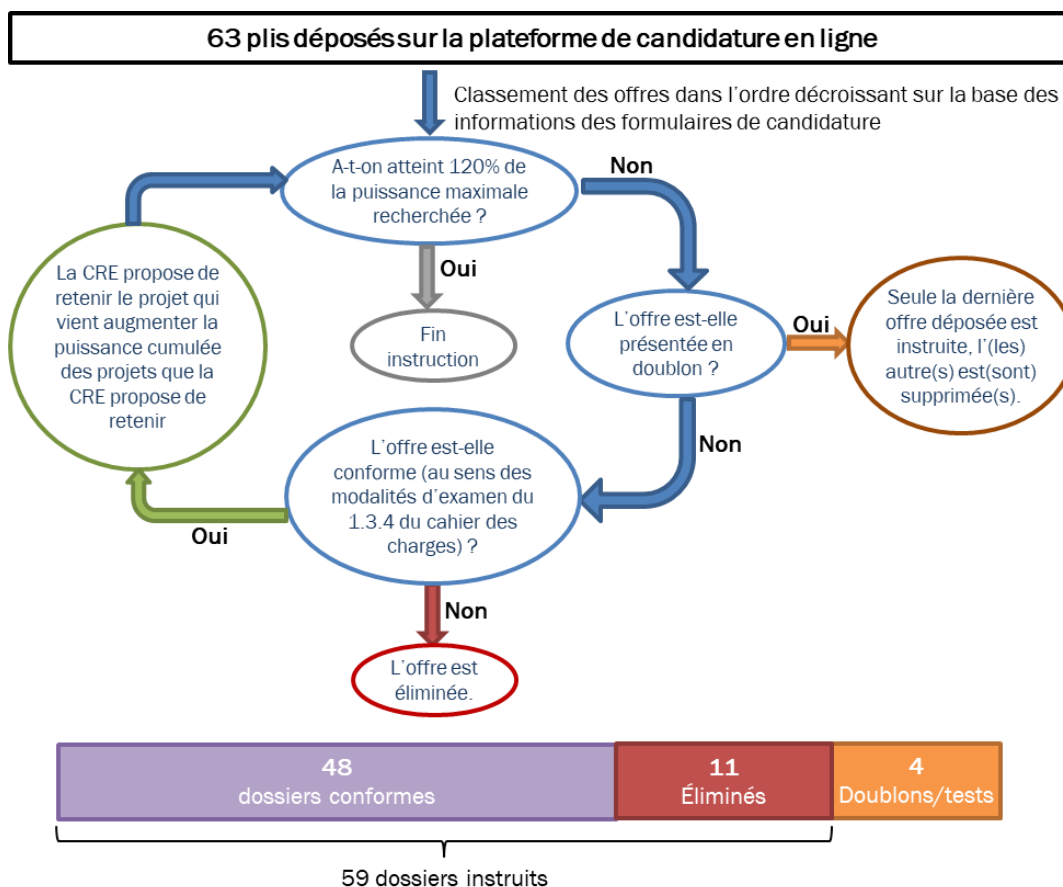 63 plis déposés sur la plateforme de candidature en ligne
Classement des offres dans l'ordre décroissant sur la base des
informations des formulaires de candidature
A-t-on atteint 120% de
la puissance maximale
recherchée ?
Non
Oui
Fin
instruction
La CRE propose de
retenir le projet qui
vient augmenter la
puissance cumulée
des projets que la
CRE propose de
retenir
L'offre est-elle
présentée en
doublon ?
Oui
Seule la dernière
offre déposée est
instruite, l'(les)
autre(s) est(sont)
supprimée(s).
Non
L'offre est-elle
conforme (au sens des
modalités d'examen du
1.3.4 du cahier des
charges) ?
Oui
Non
L'offre est
éliminée.
48
dossiers conformes
11
Éliminés
4
Doublons/tests
59 dossiers instruits